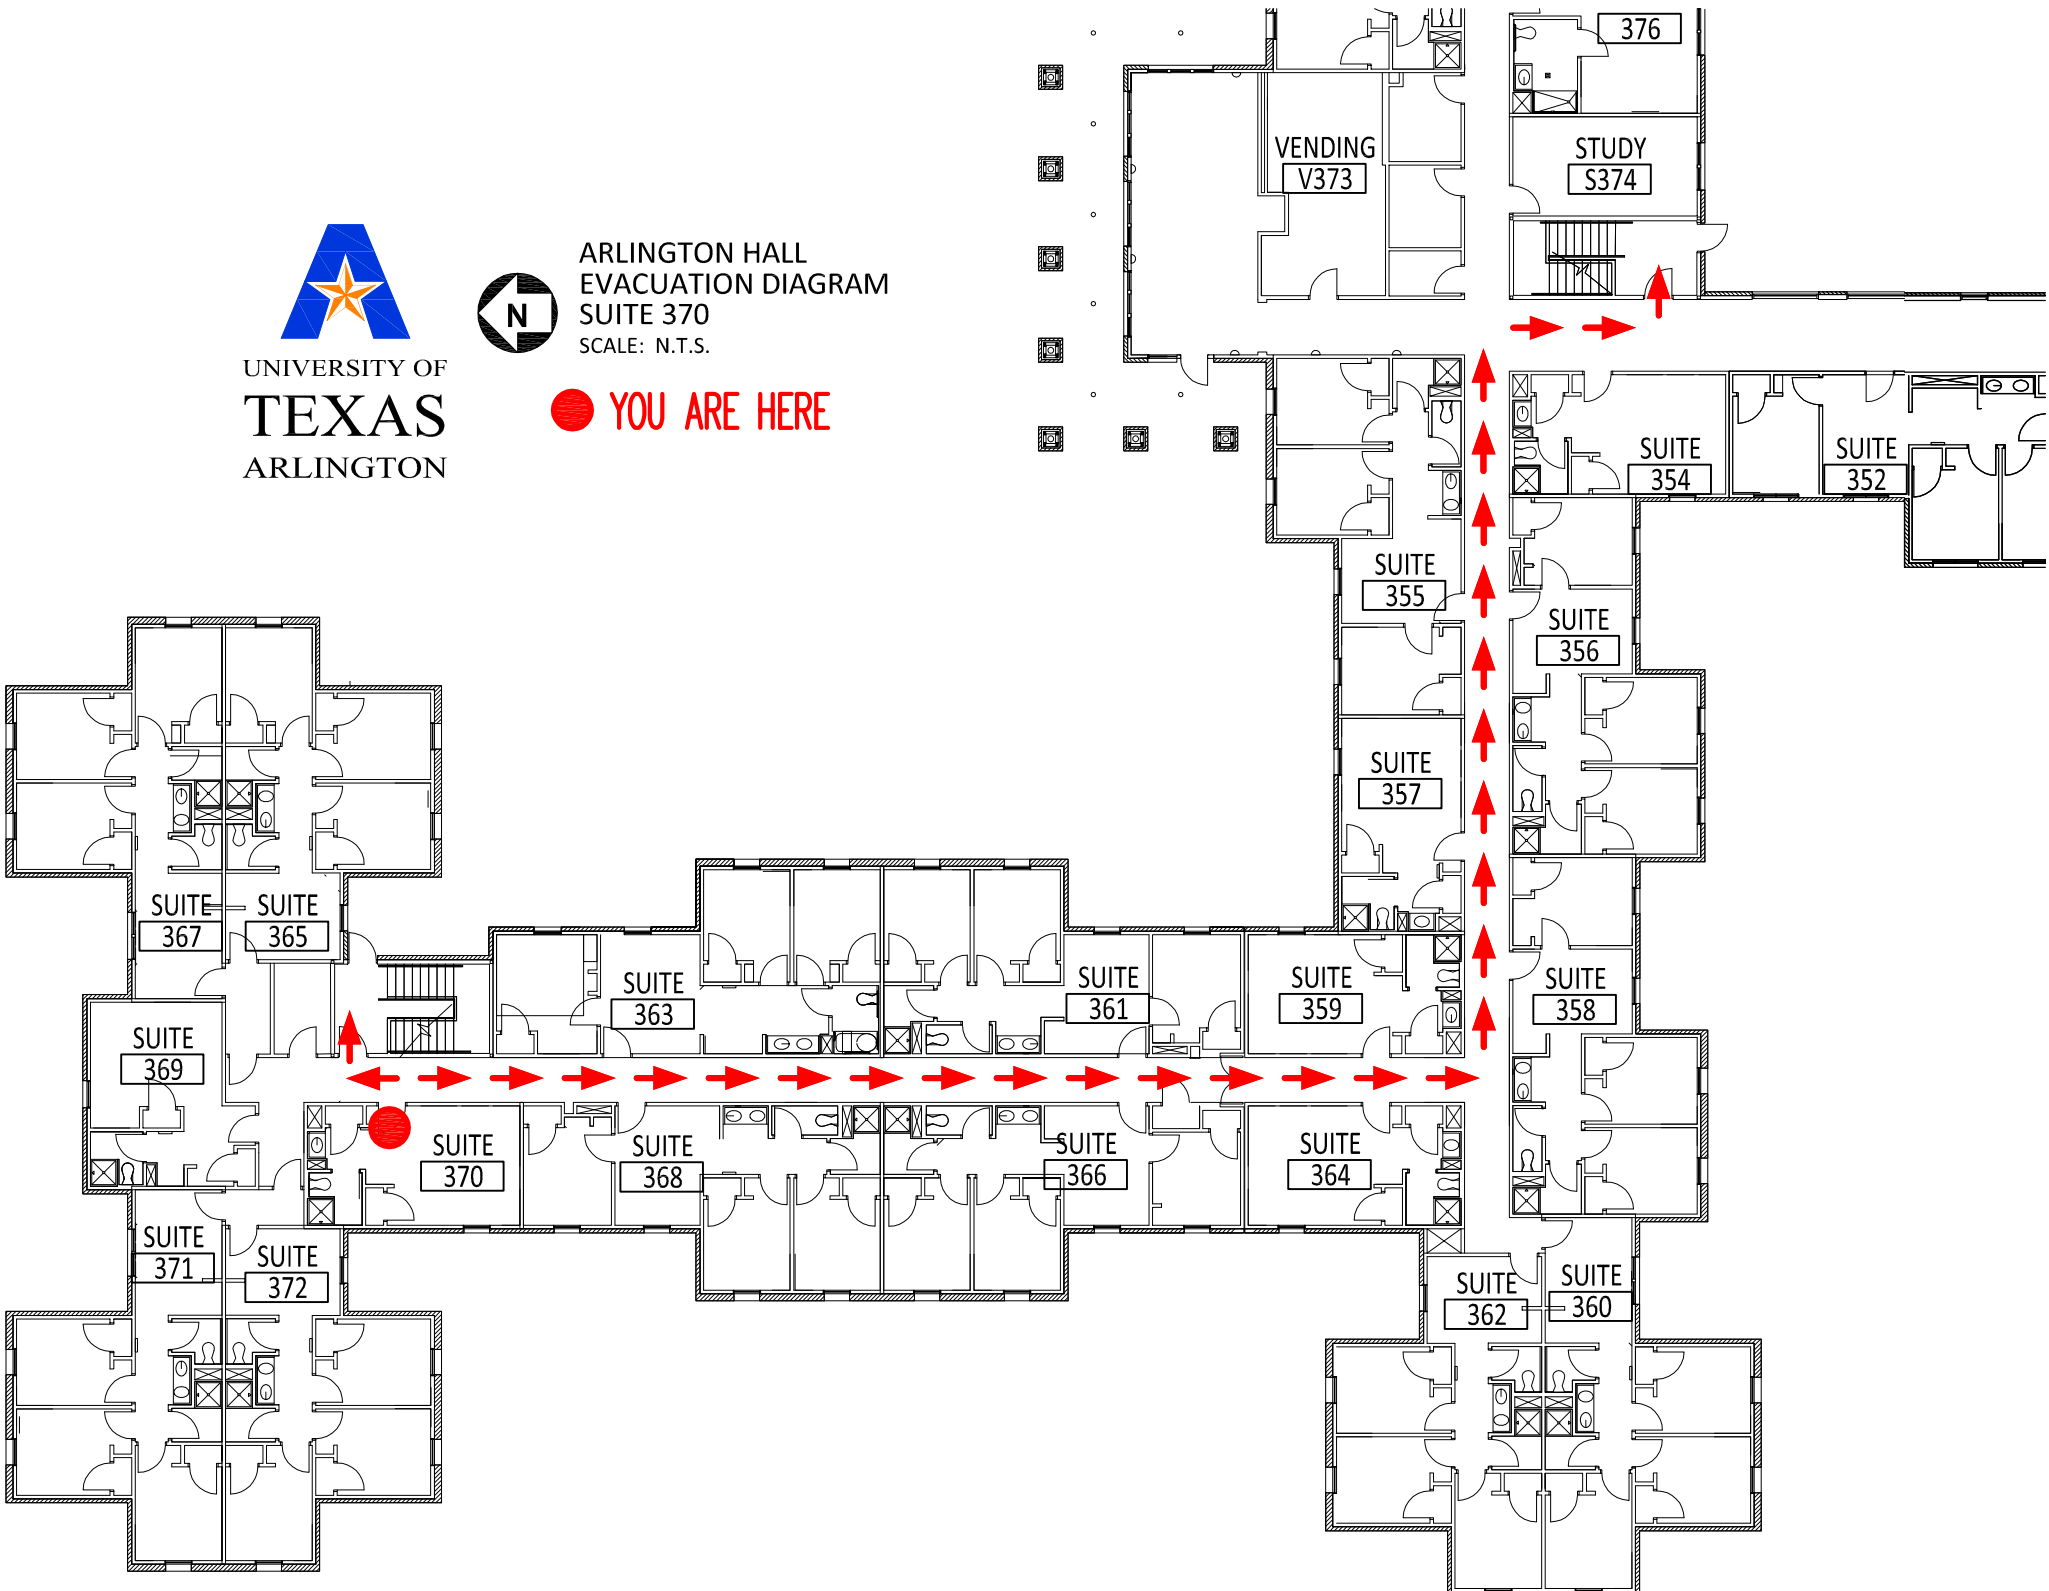 376
VENDING
V373
STUDY
S374
UNIVERSITY OF
TEXAS
ARLINGTON
N
ARLINGTON HALL
EVACUATION DIAGRAM
SUITE 370
SCALE: N.T.S.
YOU ARE HERE
SUITE
354
SUITE
352
SUITE
355
SUITE
356
SUITE
357
SUITE
367
SUITE
365
SUITE
363
SUITE
361
SUITE
359
SUITE
358
SUITE
369
SUITE
370
SUITE
368
SUITE
366
SUITE
364
SUITE
371
SUITE
372
SUITE
362
SUITE
360